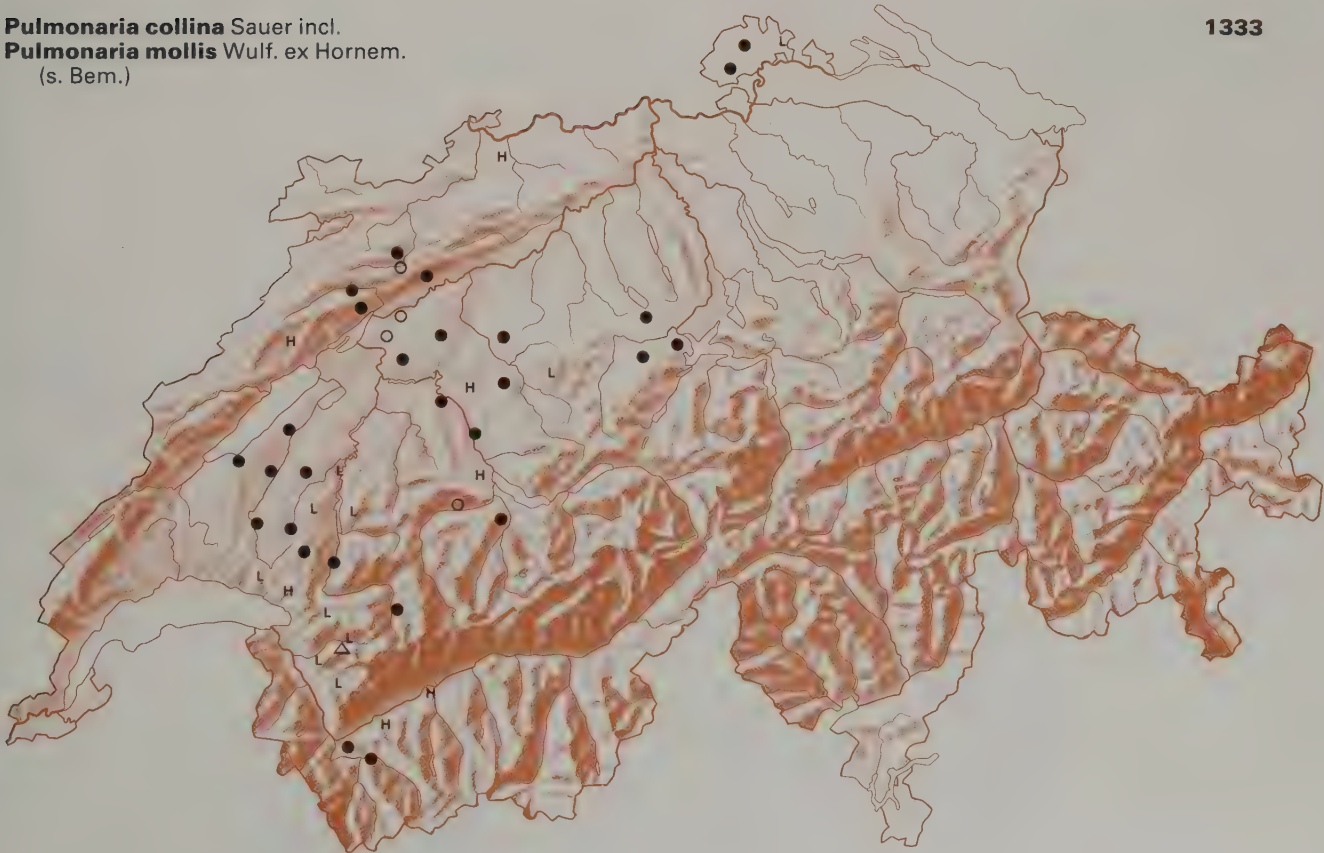 Pulmonaria collina Sauer incl.
Pulmonaria mollis Wulf. ex Hornem.
(s. Bem.)
1333
L
H
H
L
H
H
L
L
L
L
H
L
L
L
L
H
H